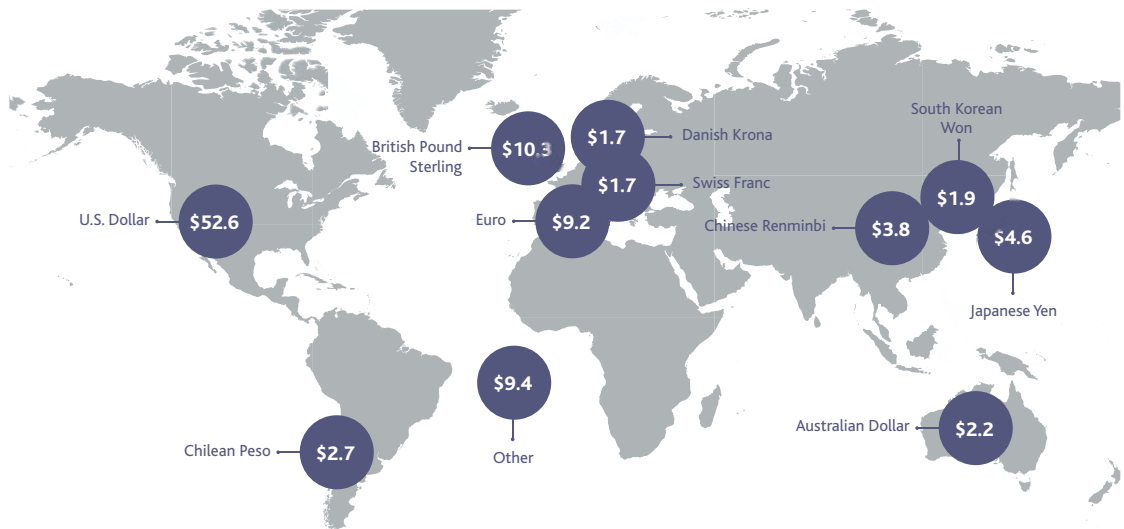 South Korean
Won
$1.7
Danish Krona
British Pound
Sterling
$10.3
$1.7
Swiss Franc
$1.9
U.S. Dollar
$52.6
Euro
$9.2
Chinese Renminbi
$3.8
$4.6
Japanese Yen
$9.4
Other
Australian Dollar
$2.2
Chilean Peso
$2.7